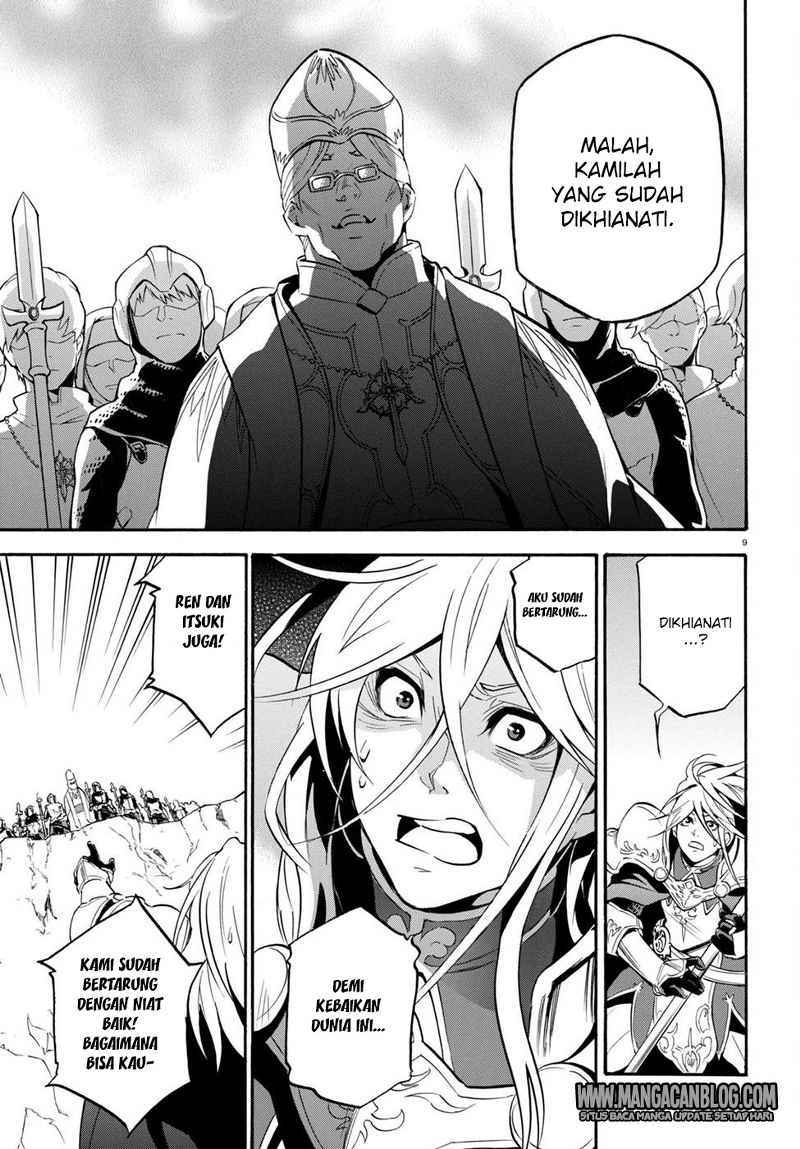 MALAH,
KAMILAH
YANG SUDAH
DIKHIANATI.
9
DIKHIANATI
...?
AKU SUDAH
BERTARUNG...
DEMI
KEBAIKAN
DUNIA INI...
REN DAN
ITSUKI
JUGA!
KAMI SUDAH
BERTARUNG
DENGAN NIAT
BAIK!
BAGAIMANA
BISA KAU-
WWW.MANGACANBLOG.COM
SITUS BACA MANGA UPDATE SETIAP HARI